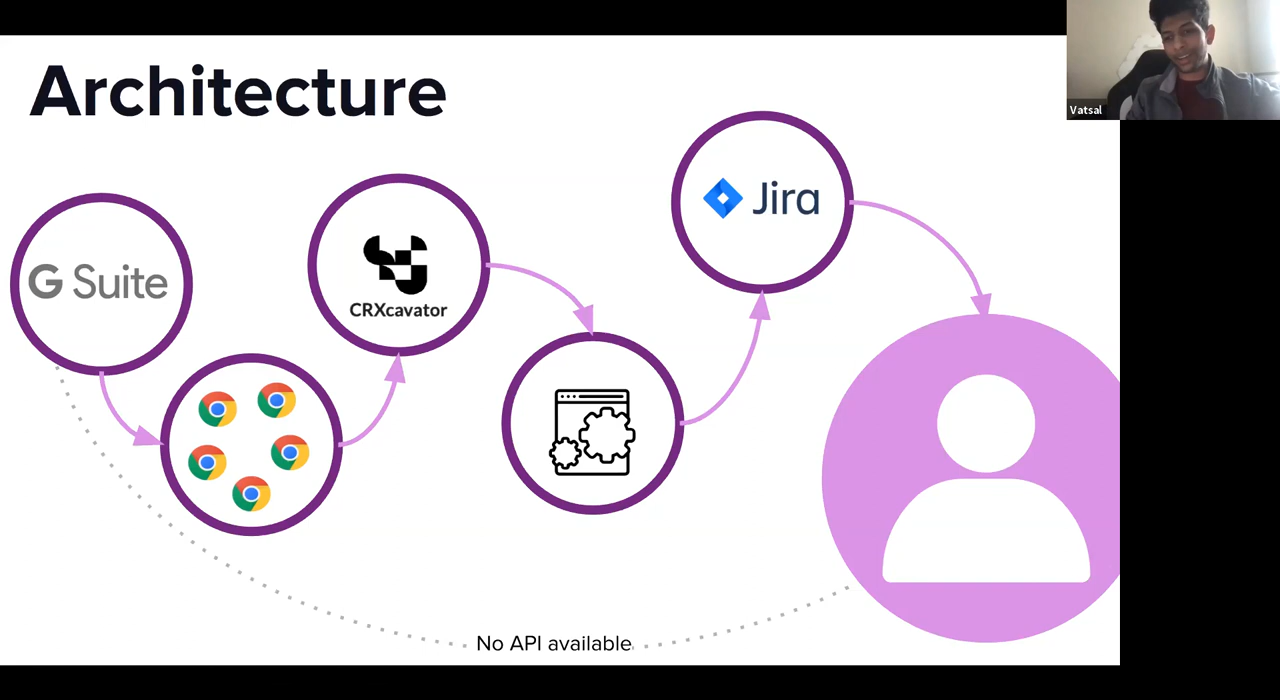 Architecture
Vatsal
Jira
G Suite
CRXcavator
No API available